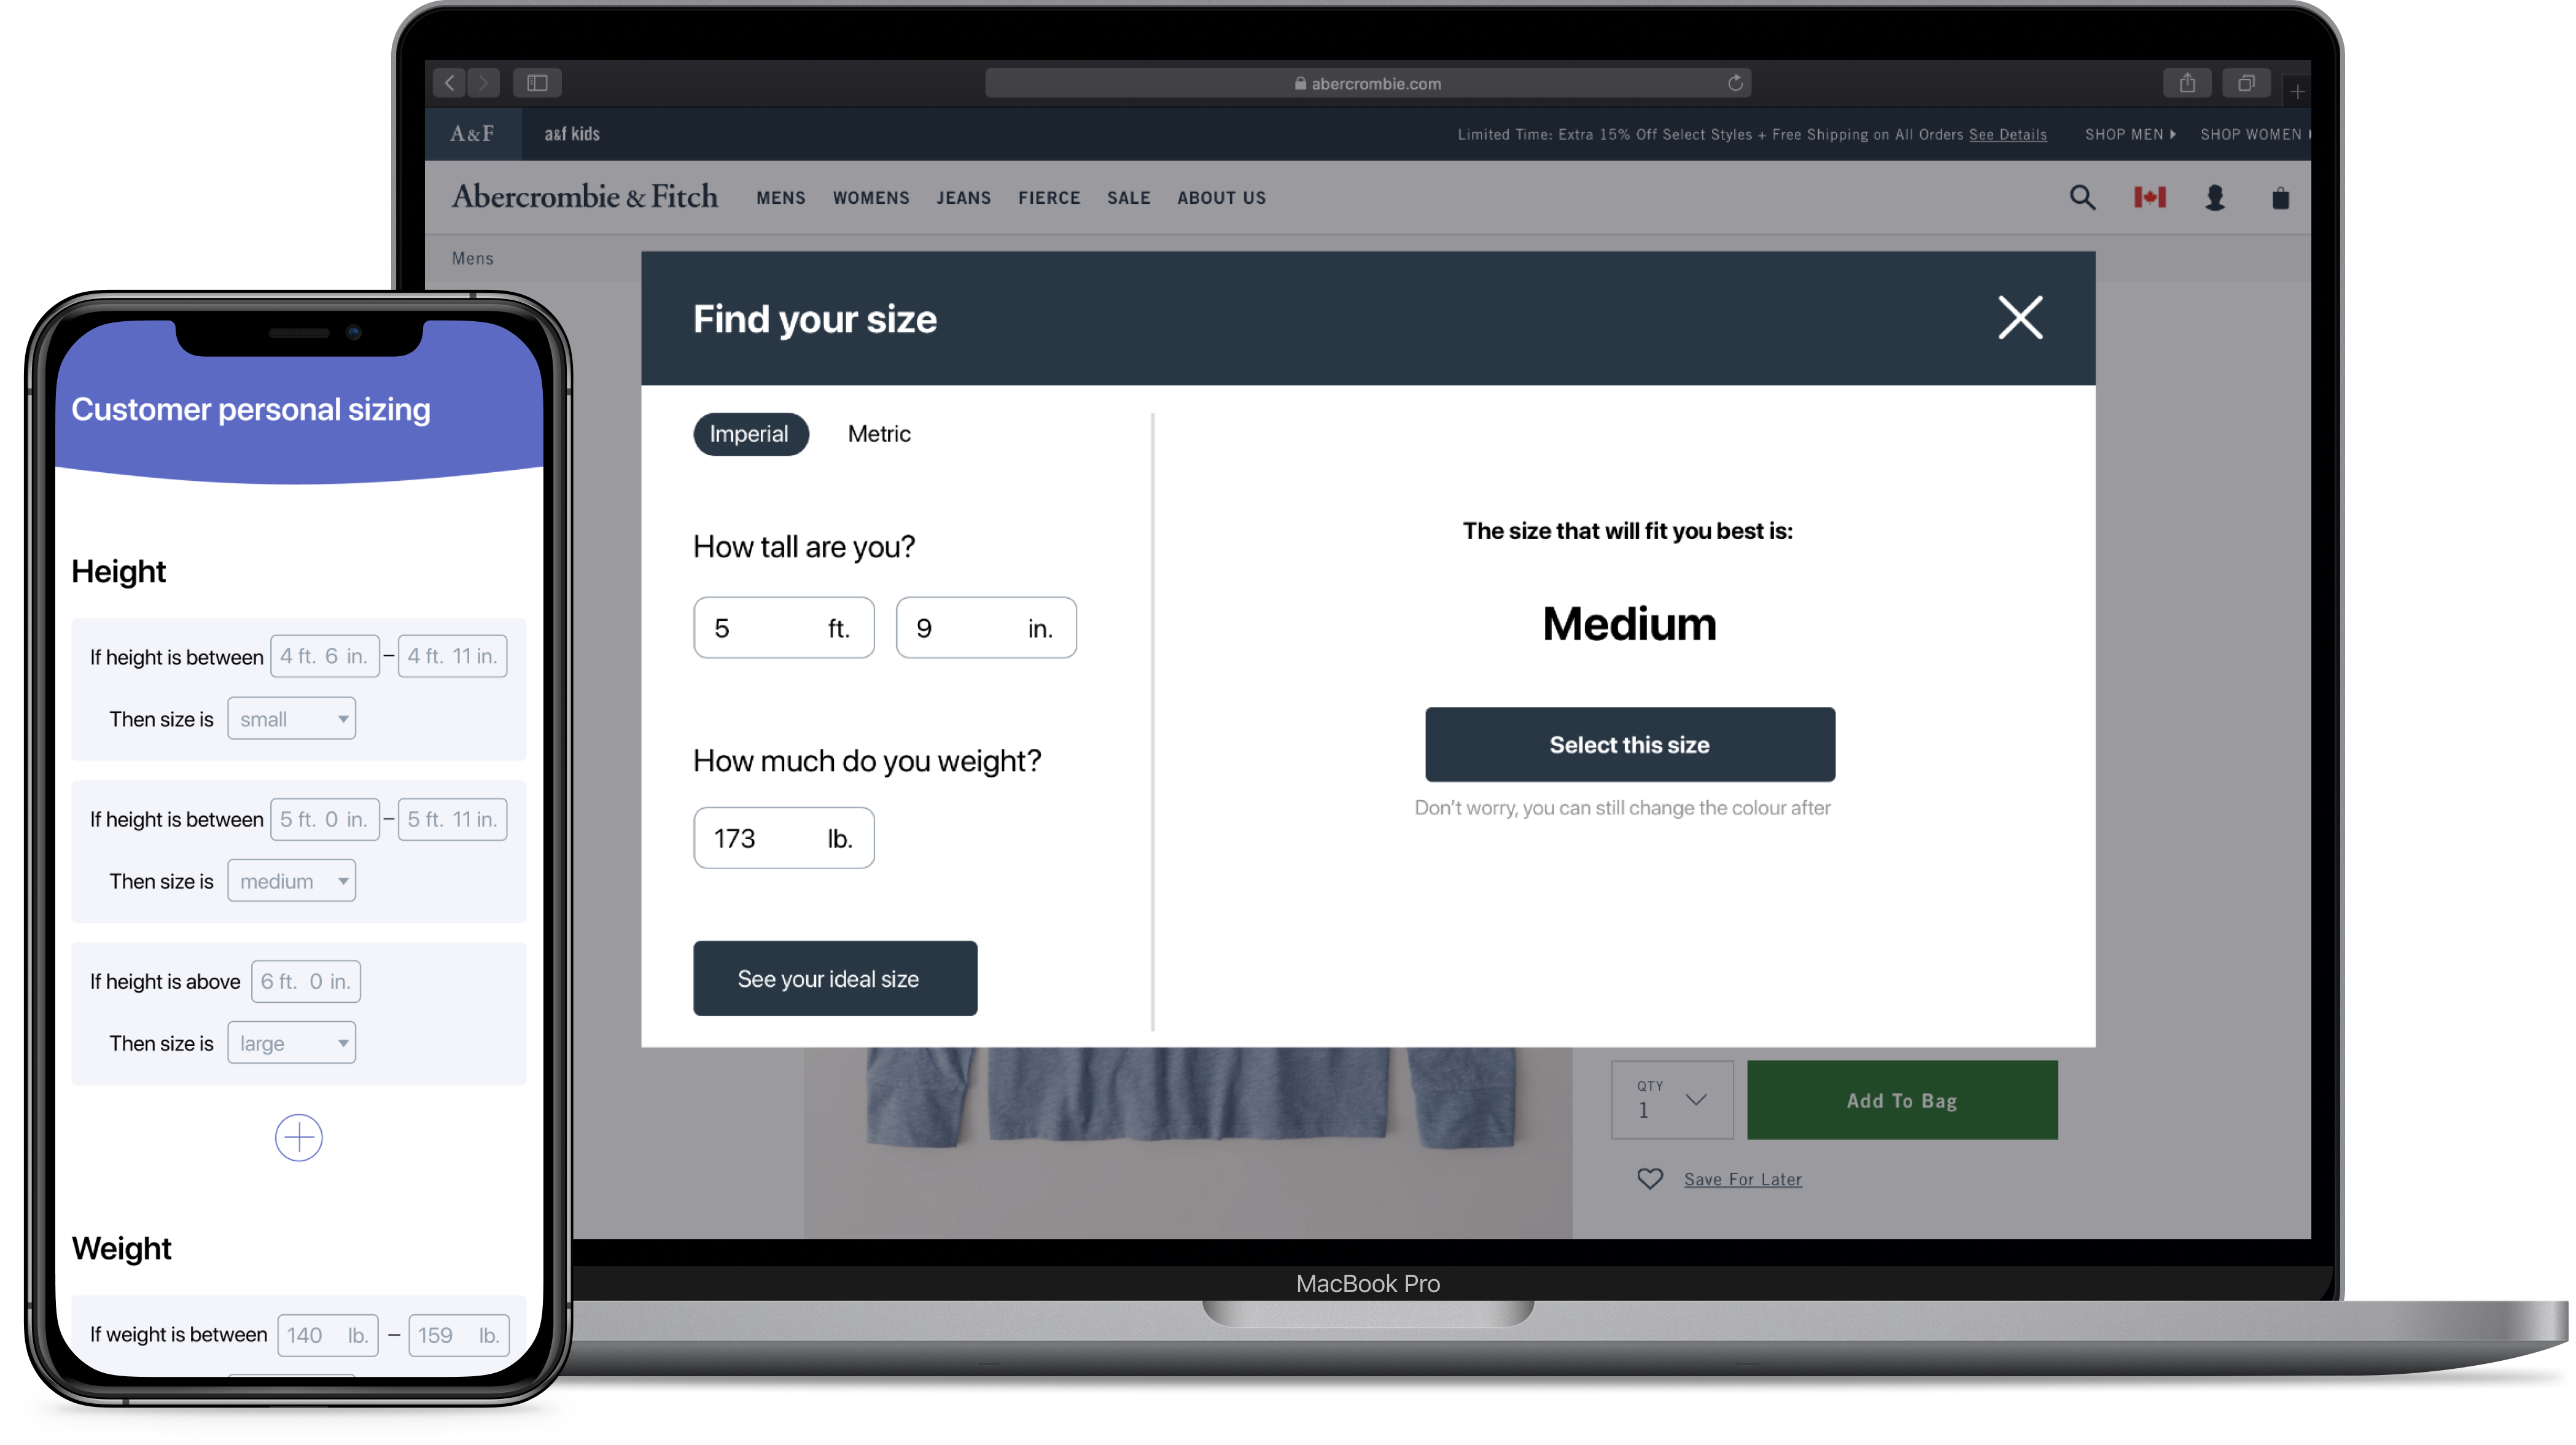 abercrombie.com
A&F
a&f kids
Limited Time: Extra 15% Off Select Styles + Free Shipping on All Orders See Details
SHOP MEN
SHOP WOMEN
Abercrombie & Fitch
MENS
WOMENS
JEANS
FIERCE
SALE
ABOUT US
Mens
Find your size
Imperial
Metric
How tall are you?
5 ft.
9 in.
How much do you weight?
173 lb.
See your ideal size
The size that will fit you best is:
Medium
Select this size
Don't worry, you can still change the colour after
QTY
1
Add To Bag
Save For Later
MacBook Pro
Customer personal sizing
Height
If height is between 4 ft. 6 in. – 4 ft. 11 in.
Then size is small
If height is between 5 ft. 0 in. – 5 ft. 11 in.
Then size is medium
If height is above 6 ft. 0 in.
Then size is large
Weight
If weight is between 140 lb. – 159 lb.